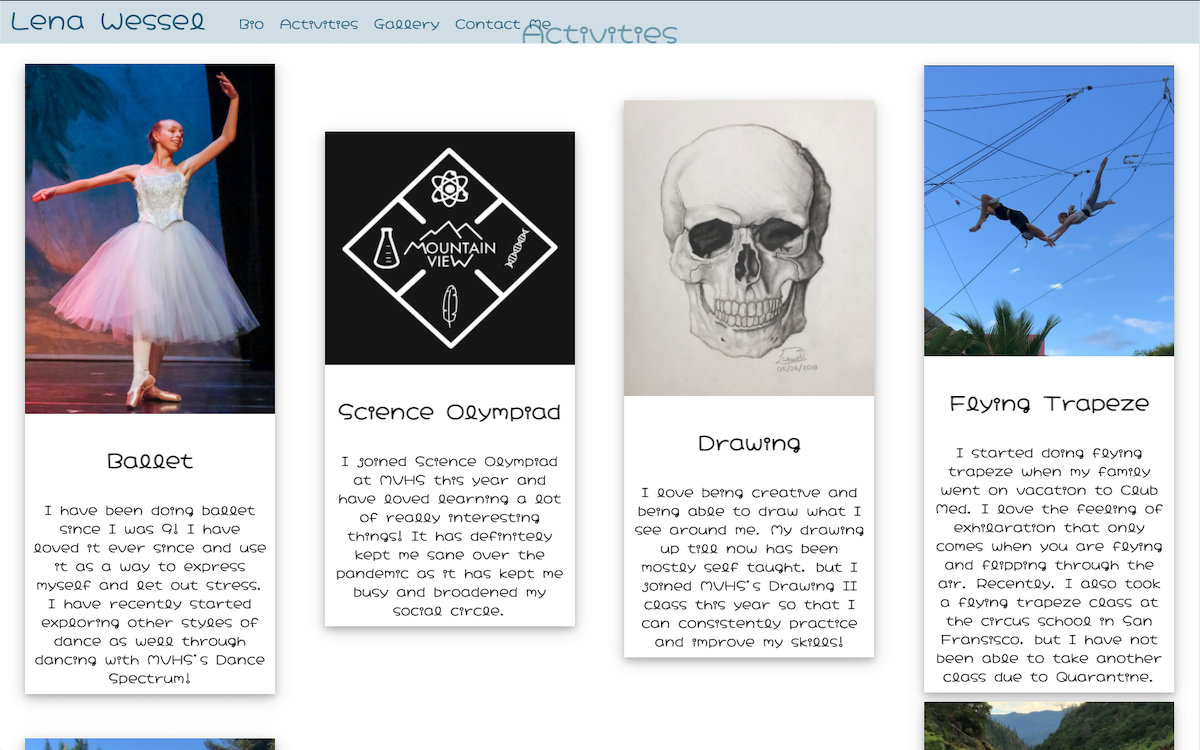 Lena Wessel
Bio Activities Gallery Contact Me
Activities
Ballet
I have been doing ballet
since I was 9! I have
loved it ever since and use
it as a way to express
myself and let out stress.
I have recently started
exploring other styles of
dance as well through
dancing with MVHS's Dance
Spectrum!
MOUNTAIN
VIEW
Science Olympiad
I joined Science Olympiad
at MVHS this year and
have loved learning a lot
of really interesting
things! It has definitely
kept me sane over the
pandemic as it has kept me
busy and broadened my
social circle.
05/26/2018
Drawing
I love being creative and
being able to draw what I
see around me. My drawing
up till now has been
mostly self taught. but I
joined MVHS's Drawing II
class this year so that I
can consistently practice
and improve my skills!
Flying Trapeze
I started doing flying
trapeze when my family
went on vacation to Club
Med. I love the feeling of
exhilaration that only
comes when you are flying
and flipping through the
air. Recently. I also took
a flying trapeze class at
the circus school in San
Fransisco. but I have not
been able to take another
class due to Quarantine.